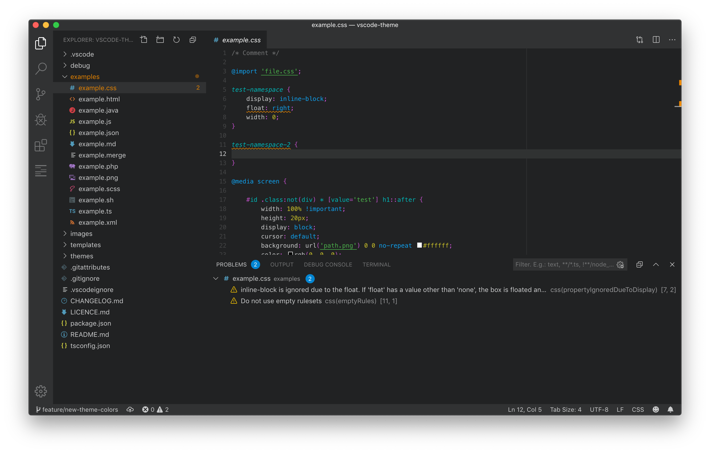 example.css — vscode-theme
EXPLORER: VSCODE-TH...
.vscode
debug
examples
example.css 2
example.html
example.java
JS example.js
{} example.json
example.md
example.merge
example.php
example.png
example.scss
example.sh
TS example.ts
example.xml
images
templates
themes
.gitattributes
.gitignore
.vscodeignore
CHANGELOG.md
LICENCE.md
{} package.json
README.md
{} tsconfig.json
# example.css
1 /* Comment */
2
3 @import 'file.css';
4
5 test-namespace {
6 display: inline-block;
7 float: right;
8 width: 0;
9 }
10
11 test-namespace-2 {
12
13 }
14
15 @media screen {
16
17 #id .class:not(div) > [value='test'] h1::after {
18 width: 100% !important;
19 height: 20px;
20 display: block;
21 cursor: default;
22 background: url("path.png") 0 0 no-repeat #ffffff;
PROBLEMS 2 OUTPUT DEBUG CONSOLE TERMINAL
Filter. E.g.: text, **/*.ts, !**/node_...
# example.css examples 2
inline-block is ignored due to the float. If 'float' has a value other than 'none', the box is floated an... css(propertyIgnoredDueToDisplay) [7, 2]
Do not use empty rulesets css(emptyRules) [11, 1]
feature/new-theme-colors 0 2 Ln 12, Col 5 Tab Size: 4 UTF-8 LF CSS